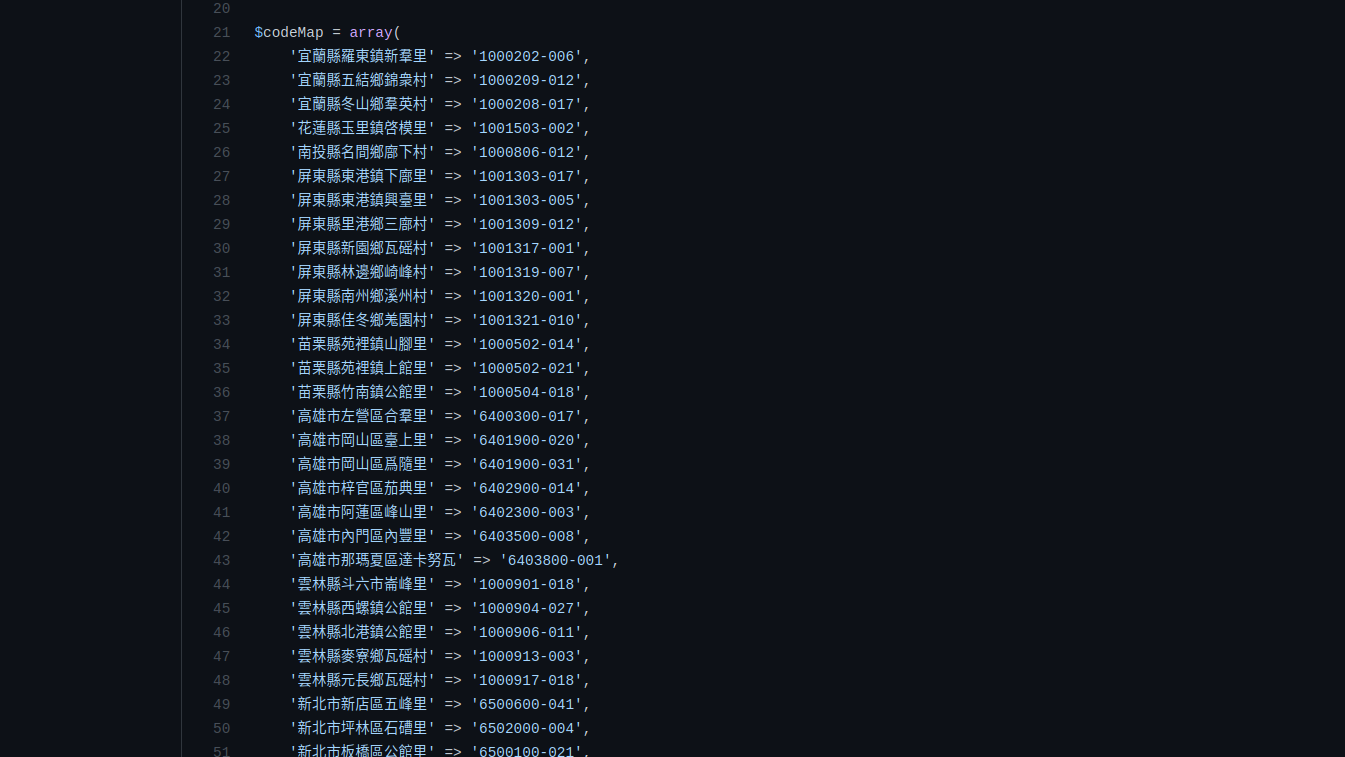 20
21 $codeMap = array(
22 '宜蘭縣羅東鎮新羣里' => '1000202-006',
23 '宜蘭縣五結鄉錦衆村' => '1000209-012',
24 '宜蘭縣冬山鄉羣英村' => '1000208-017',
25 '花蓮縣玉里鎮啓模里' => '1001503-002',
26 '南投縣名間鄉廍下村' => '1000806-012',
27 '屏東縣東港鎮下廍里' => '1001303-017',
28 '屏東縣東港鎮興臺里' => '1001303-005',
29 '屏東縣里港鄉三廍村' => '1001309-012',
30 '屏東縣新園鄉瓦磘村' => '1001317-001',
31 '屏東縣林邊鄉崎峰村' => '1001319-007',
32 '屏東縣南州鄉溪州村' => '1001320-001',
33 '屏東縣佳冬鄉羗園村' => '1001321-010',
34 '苗栗縣苑裡鎮山腳里' => '1000502-014',
35 '苗栗縣苑裡鎮上館里' => '1000502-021',
36 '苗栗縣竹南鎮公館里' => '1000504-018',
37 '高雄市左營區合羣里' => '6400300-017',
38 '高雄市岡山區臺上里' => '6401900-020',
39 '高雄市岡山區爲隨里' => '6401900-031',
40 '高雄市梓官區茄典里' => '6402900-014',
41 '高雄市阿蓮區峰山里' => '6402300-003',
42 '高雄市內門區內豐里' => '6403500-008',
43 '高雄市那瑪夏區達卡努瓦' => '6403800-001',
44 '雲林縣斗六市崙峰里' => '1000901-018',
45 '雲林縣西螺鎮公館里' => '1000904-027',
46 '雲林縣北港鎮公館里' => '1000906-011',
47 '雲林縣麥寮鄉瓦磘村' => '1000913-003',
48 '雲林縣元長鄉瓦磘村' => '1000917-018',
49 '新北市新店區五峰里' => '6500600-041',
50 '新北市坪林區石𥕢里' => '6502000-004',
51 '新北市板橋區公館里' => '6500100-021',